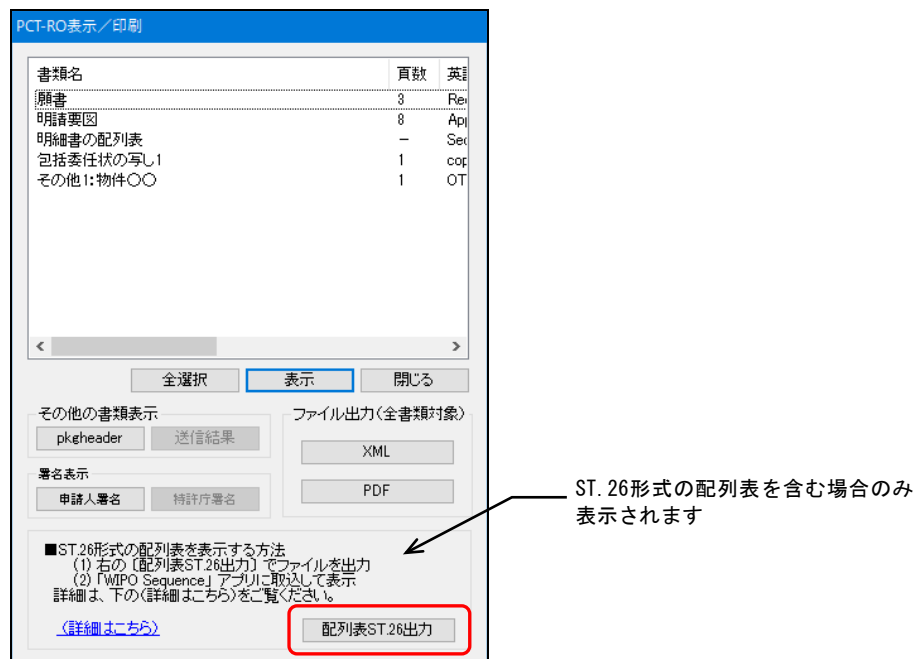 PCT-RO表示／印刷
書類名 頁数 英
願書 3 Re
明請要図 8 Ap
明細書の配列表 － Se
包括委任状の写し1 1 cop
その他1:物件〇〇 1 OT
全選択 表示 閉じる
その他の書類表示
pkgheader 送信結果
ファイル出力(全書類対象)
XML
PDF
署名表示
申請人署名 特許庁署名
ST.26形式の配列表を含む場合のみ
表示されます
■ST.26形式の配列表を表示する方法
(1) 右の〔配列表ST.26出力〕でファイルを出力
(2)「WIPO Sequence」アプリに取込して表示
詳細は、下の(詳細はこちら)をご覧ください。
(詳細はこちら)
配列表ST.26出力